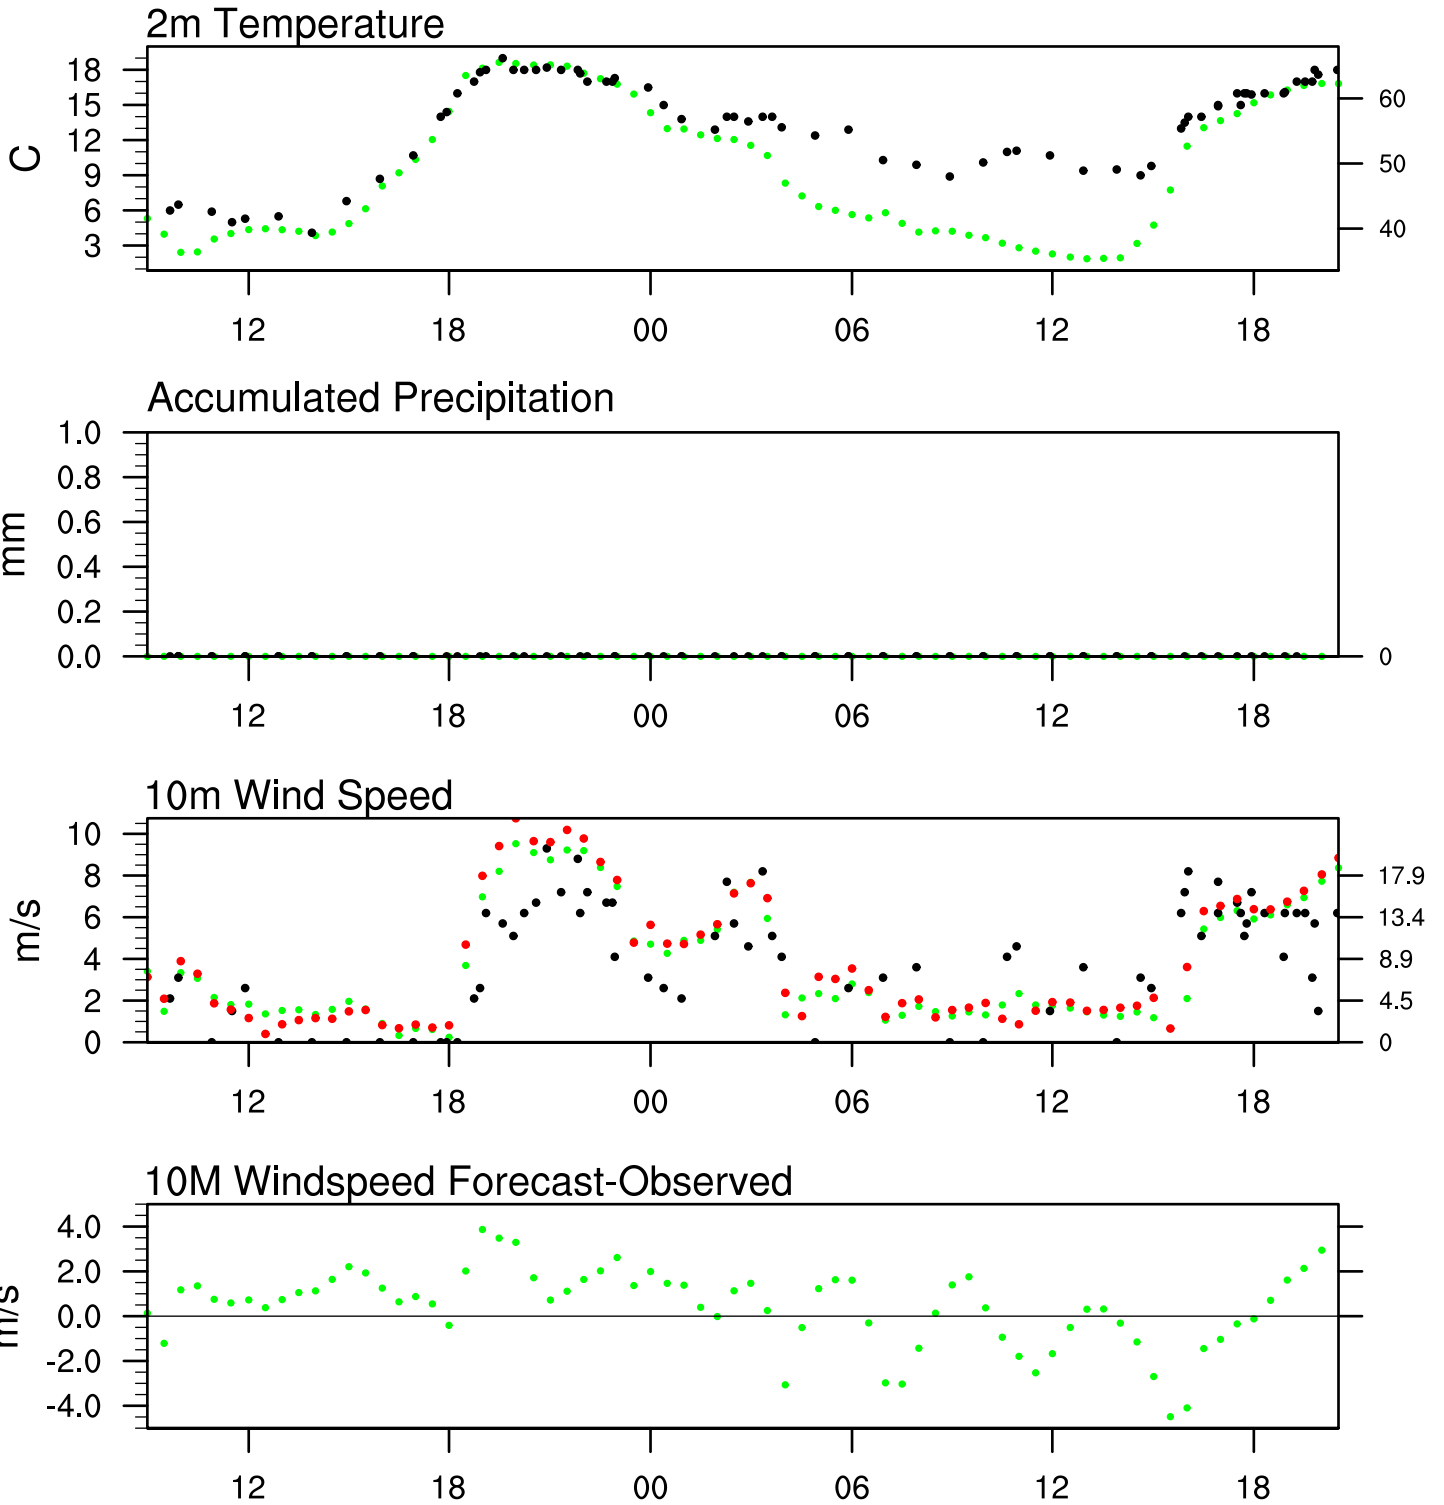 2m Temperature
18
15
12
9
6
3
C
60
50
40
12 18 00 06 12 18
Accumulated Precipitation
1.0
0.8
0.6
0.4
0.2
0.0
mm
0
12 18 00 06 12 18
10m Wind Speed
10
8
6
4
2
0
m/s
17.9
13.4
8.9
4.5
0
12 18 00 06 12 18
10M Windspeed Forecast-Observed
4.0
2.0
0.0
-2.0
-4.0
m/s
12 18 00 06 12 18